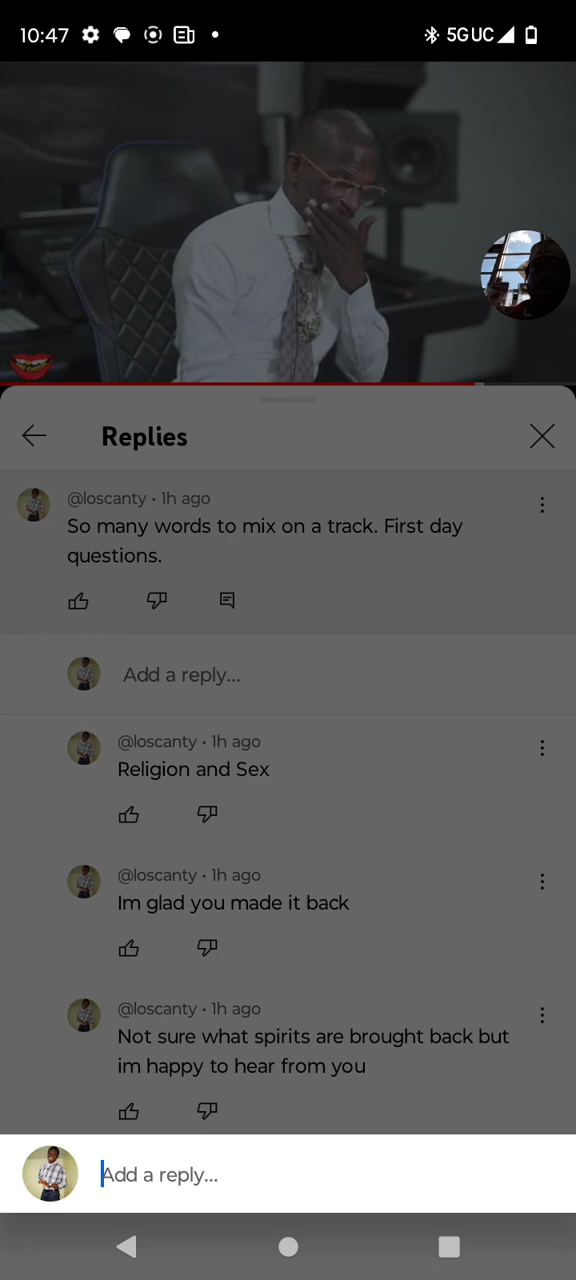 10:47
5G UC
Replies
@loscanty • 1h ago
So many words to mix on a track. First day
questions.
Add a reply...
@loscanty • 1h ago
Religion and Sex
@loscanty • 1h ago
Im glad you made it back
@loscanty • 1h ago
Not sure what spirits are brought back but
im happy to hear from you
Add a reply...